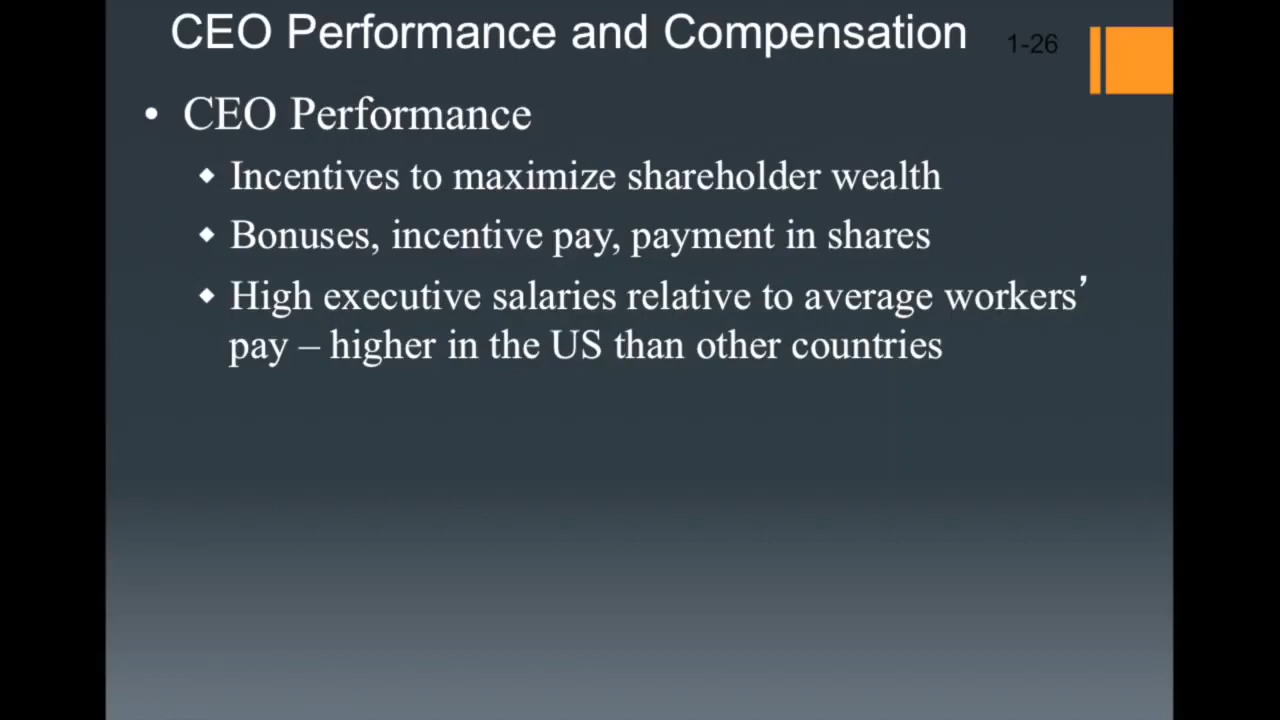 CEO Performance and Compensation 1-26
• CEO Performance
◆ Incentives to maximize shareholder wealth
◆ Bonuses, incentive pay, payment in shares
◆ High executive salaries relative to average workers’
pay – higher in the US than other countries